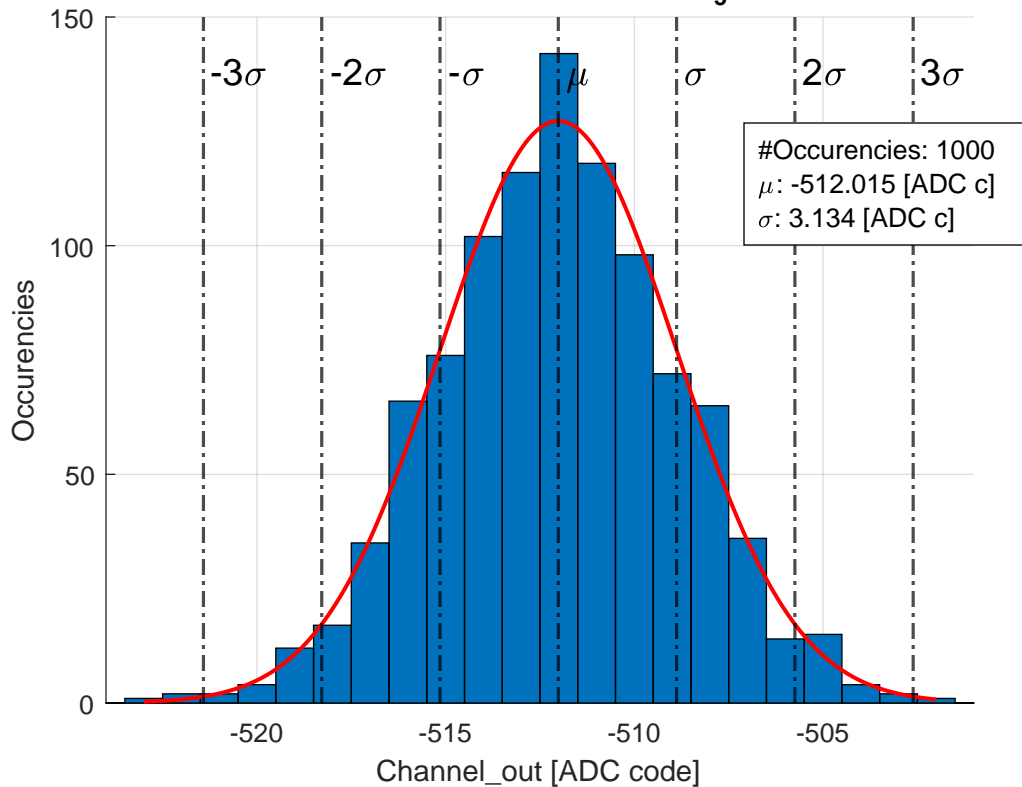 150
-3σ
-2σ
-σ
μ
σ
2σ
3σ
#Occurencies: 1000
μ: -512.015 [ADC c]
σ: 3.134 [ADC c]
100
50
0
Occurencies
-520
-515
-510
-505
Channel_out [ADC code]